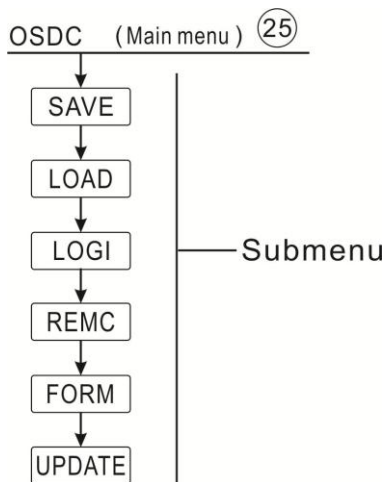 OSDC (Main menu) 25
SAVE
LOAD
LOGI
Submenu
REMC
FORM
UPDATE